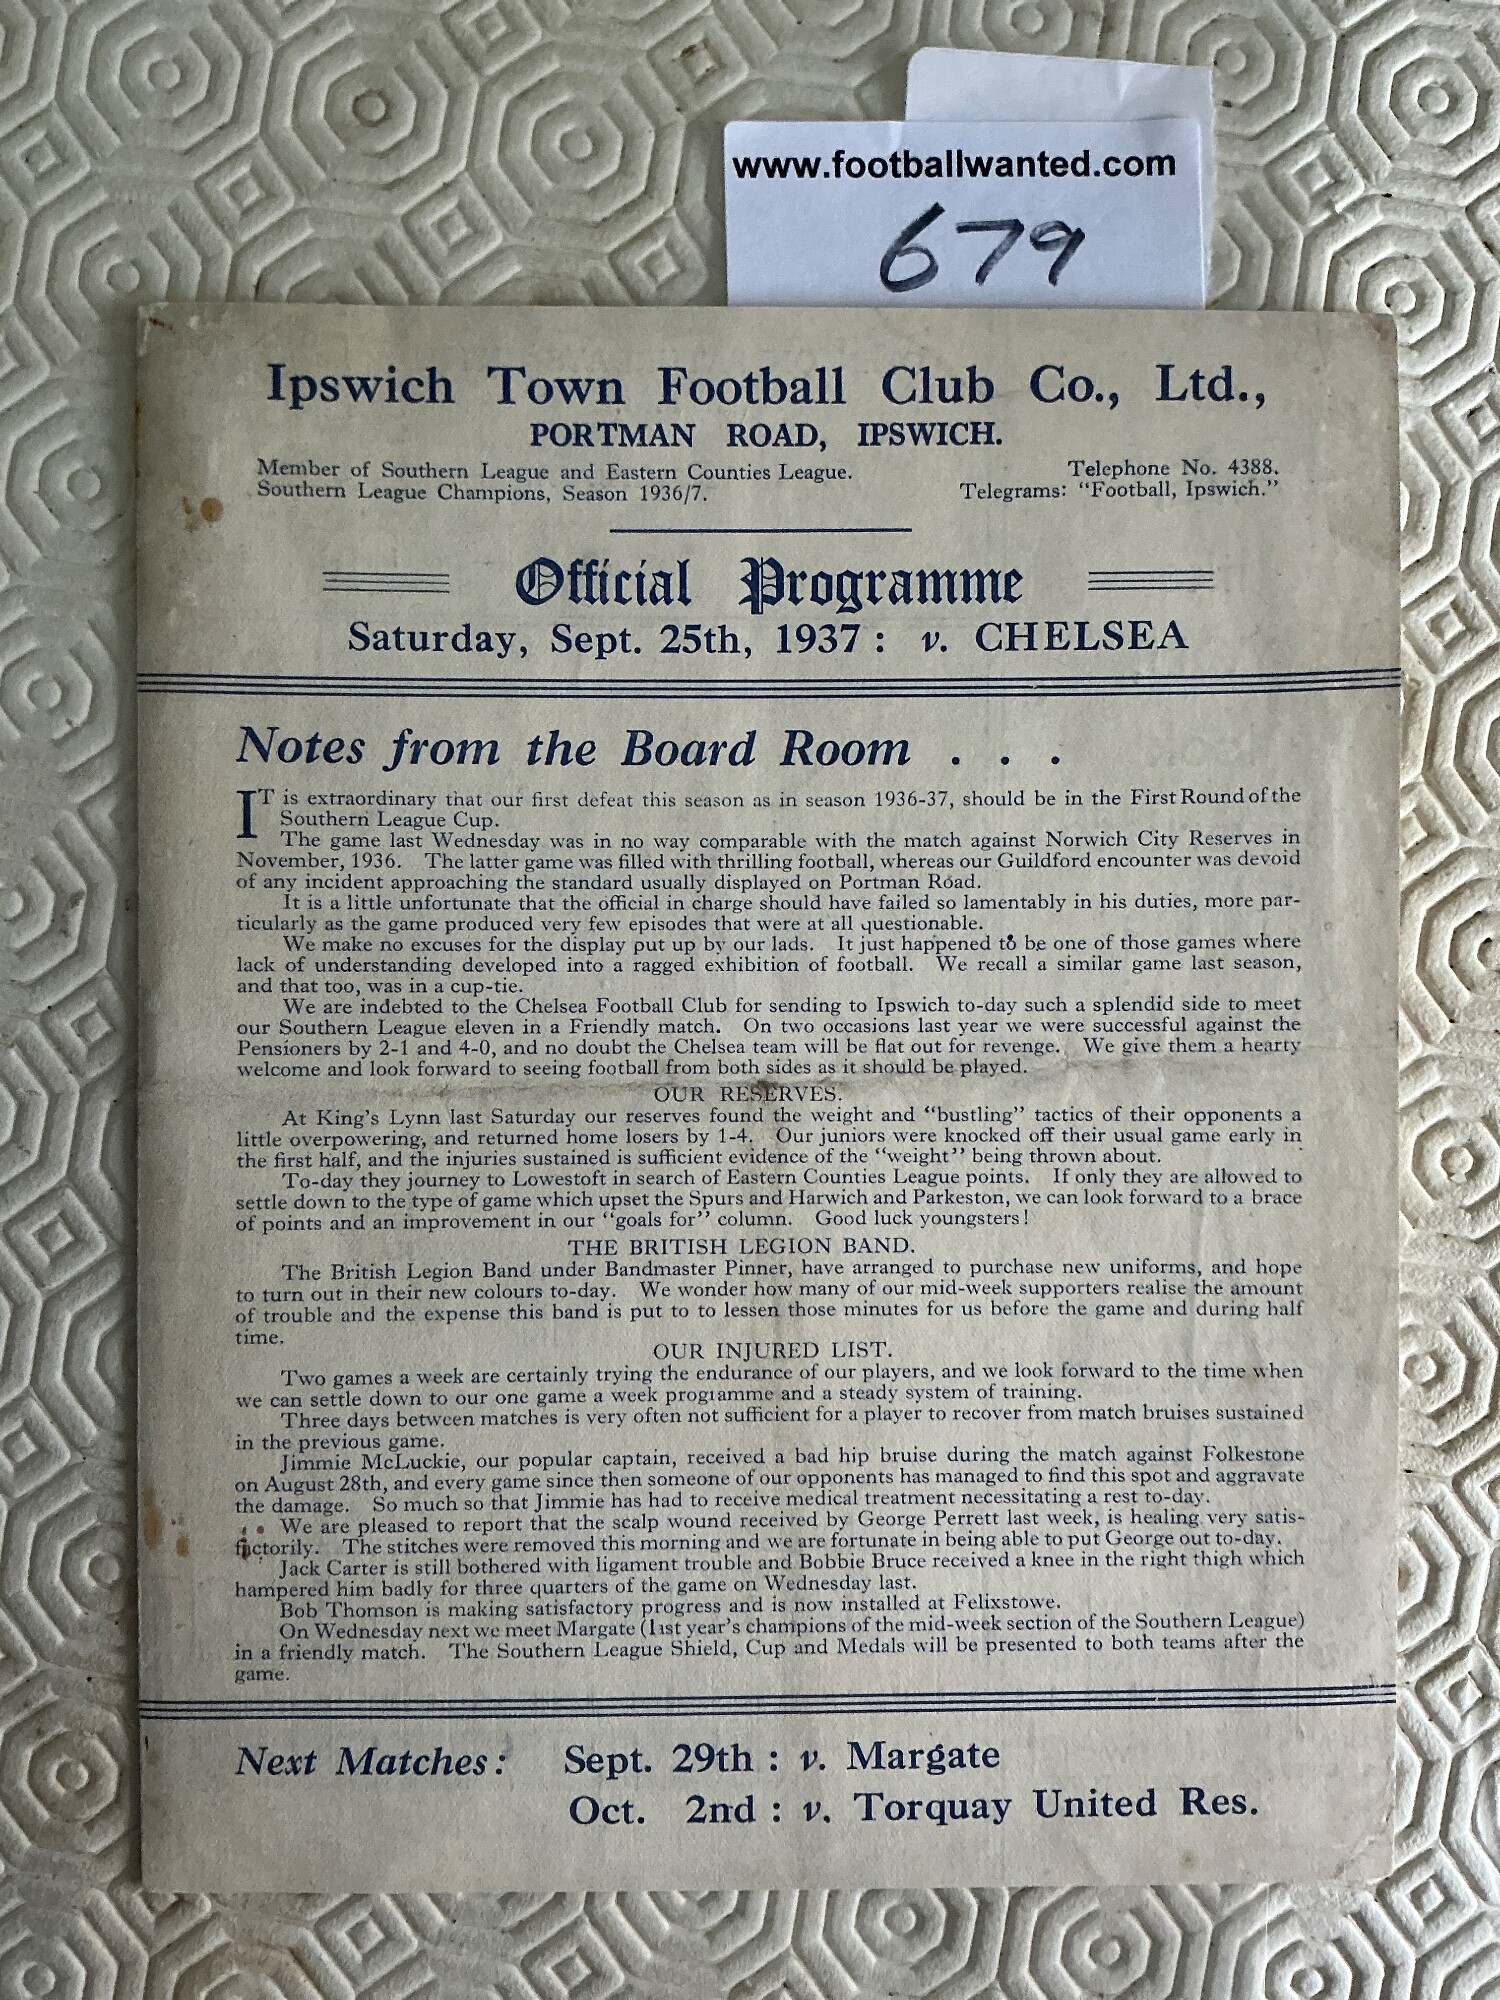 www.footballwanted.com
679
Ipswich Town Football Club Co., Ltd.,
PORTMAN ROAD, IPSWICH.
Member of Southern League and Eastern Counties League. Telephone No. 4388.
Southern League Champions, Season 1936/7. Telegrams: "Football, Ipswich."
Official Programme
Saturday, Sept. 25th, 1937 : v. CHELSEA
Notes from the Board Room . . .
IT is extraordinary that our first defeat this season as in season 1936-37, should be in the First Round of the
Southern League Cup.
The game last Wednesday was in no way comparable with the match against Norwich City Reserves in
November, 1936. The latter game was filled with thrilling football, whereas our Guildford encounter was devoid
of any incident approaching the standard usually displayed on Portman Road.
It is a little unfortunate that the official in charge should have failed so lamentably in his duties, more par-
ticularly as the game produced very few episodes that were at all questionable.
We make no excuses for the display put up by our lads. It just happened to be one of those games where
lack of understanding developed into a ragged exhibition of football. We recall a similar game last season,
and that too, was in a cup-tie.
We are indebted to the Chelsea Football Club for sending to Ipswich to-day such a splendid side to meet
our Southern League eleven in a Friendly match. On two occasions last year we were successful against the
Pensioners by 2-1 and 4-0, and no doubt the Chelsea team will be flat out for revenge. We give them a hearty
welcome and look forward to seeing football from both sides as it should be played.
OUR RESERVES.
At King's Lynn last Saturday our reserves found the weight and "bustling" tactics of their opponents a
little overpowering, and returned home losers by 1-4. Our juniors were knocked off their usual game early in
the first half, and the injuries sustained is sufficient evidence of the "weight" being thrown about.
To-day they journey to Lowestoft in search of Eastern Counties League points. If only they are allowed to
settle down to the type of game which upset the Spurs and Harwich and Parkeston, we can look forward to a brace
of points and an improvement in our "goals for" column. Good luck youngsters!
THE BRITISH LEGION BAND.
The British Legion Band under Bandmaster Pinner, have arranged to purchase new uniforms, and hope
to turn out in their new colours to-day. We wonder how many of our mid-week supporters realise the amount
of trouble and the expense this band is put to to lessen those minutes for us before the game and during half
time.
OUR INJURED LIST.
Two games a week are certainly trying the endurance of our players, and we look forward to the time when
we can settle down to our one game a week programme and a steady system of training.
Three days between matches is very often not sufficient for a player to recover from match bruises sustained
in the previous game.
Jimmie McLuckie, our popular captain, received a bad hip bruise during the match against Folkestone
on August 28th, and every game since then someone of our opponents has managed to find this spot and aggravate
the damage. So much so that Jimmie has had to receive medical treatment necessitating a rest to-day.
We are pleased to report that the scalp wound received by George Perrett last week, is healing very satis-
factorily. The stitches were removed this morning and we are fortunate in being able to put George out to-day.
Jack Carter is still bothered with ligament trouble and Bobbie Bruce received a knee in the right thigh which
hampered him badly for three quarters of the game on Wednesday last.
Bob Thomson is making satisfactory progress and is now installed at Felixstowe.
On Wednesday next we meet Margate (last year's champions of the mid-week section of the Southern League)
in a friendly match. The Southern League Shield, Cup and Medals will be presented to both teams after the
game.
Next Matches: Sept. 29th : v. Margate
Oct. 2nd : v. Torquay United Res.